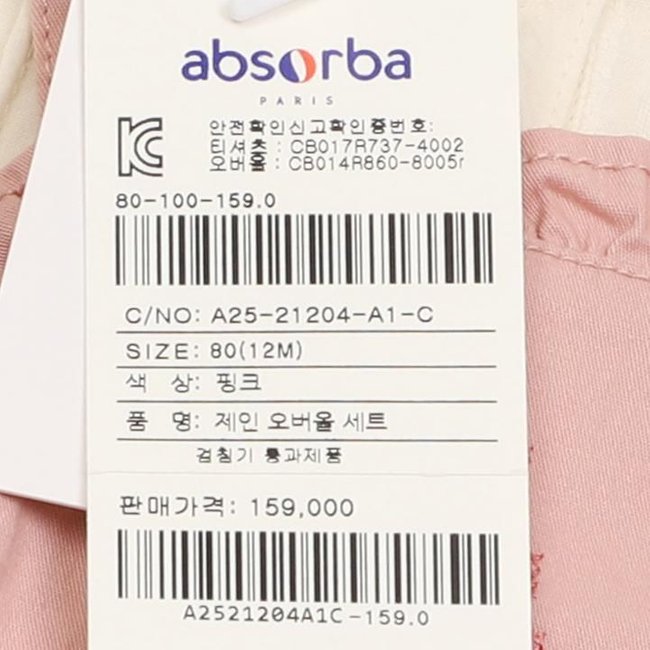 absorba
PARIS
안전확인신고확인증번호:
티셔츠 : CB017R737-4002
오버올 : CB014R860-8005r
80-100-159.0
C/NO: A25-21204-A1-C
SIZE: 80(12M)
색 상: 핑크
품 명: 제인 오버올 세트
검침기 통과제품
판매가격: 159,000
A2521204A1C-159.0